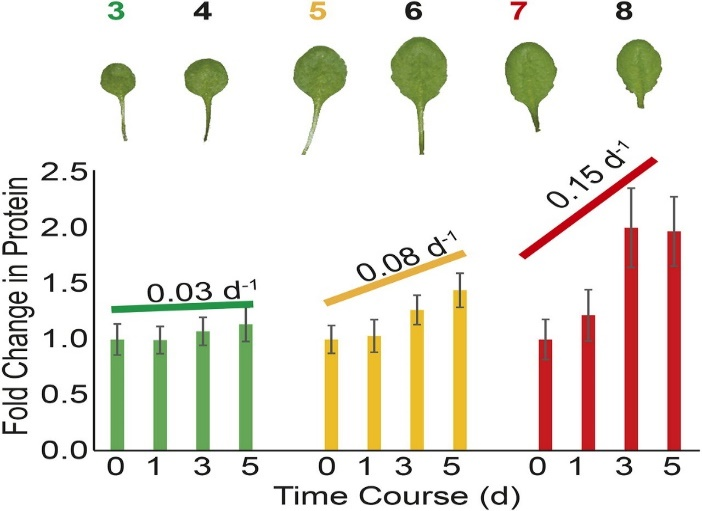 3 4 5 6 7 8
0.15 d-1
0.08 d-1
0.03 d-1
Fold Change in Protein
2.5
2.0
1.5
1.0
0.5
0.0
0 1 3 5 0 1 3 5 0 1 3 5
Time Course (d)